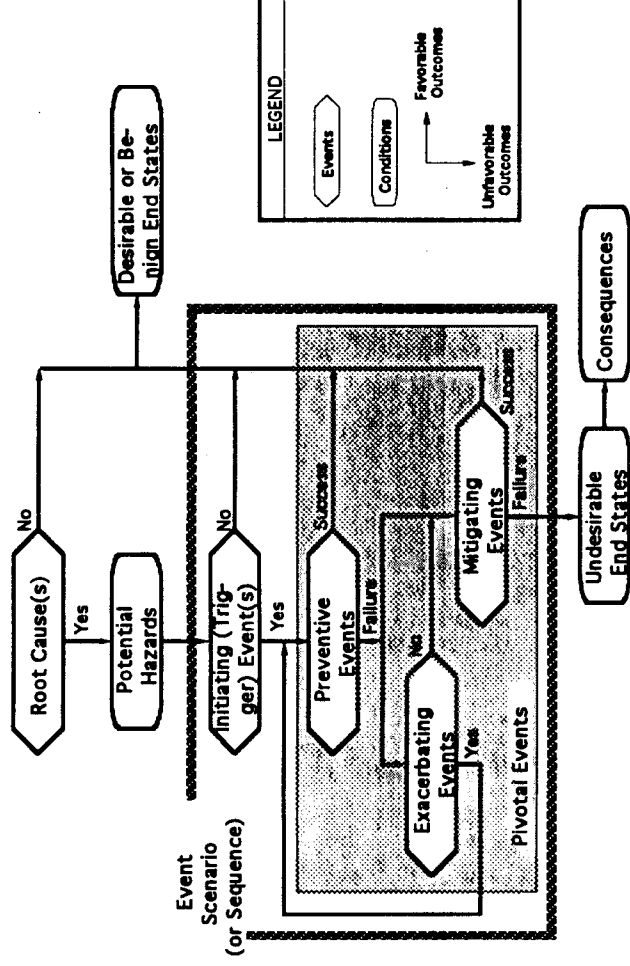 Root Cause(s)
No
Yes
Potential
Hazards
Desirable or Be-
nign End States
Event
Scenario
(or Sequence)
Initiating (Trig-
ger) Event(s)
No
Yes
Preventive
Events
Success
Failure
Exacerbating
Events
No
Yes
Mitigating
Events
Success
Failure
Pivotal Events
Undesirable
End States
Consequences
LEGEND
Events
Conditions
Favorable
Outcomes
Unfavorable
Outcomes